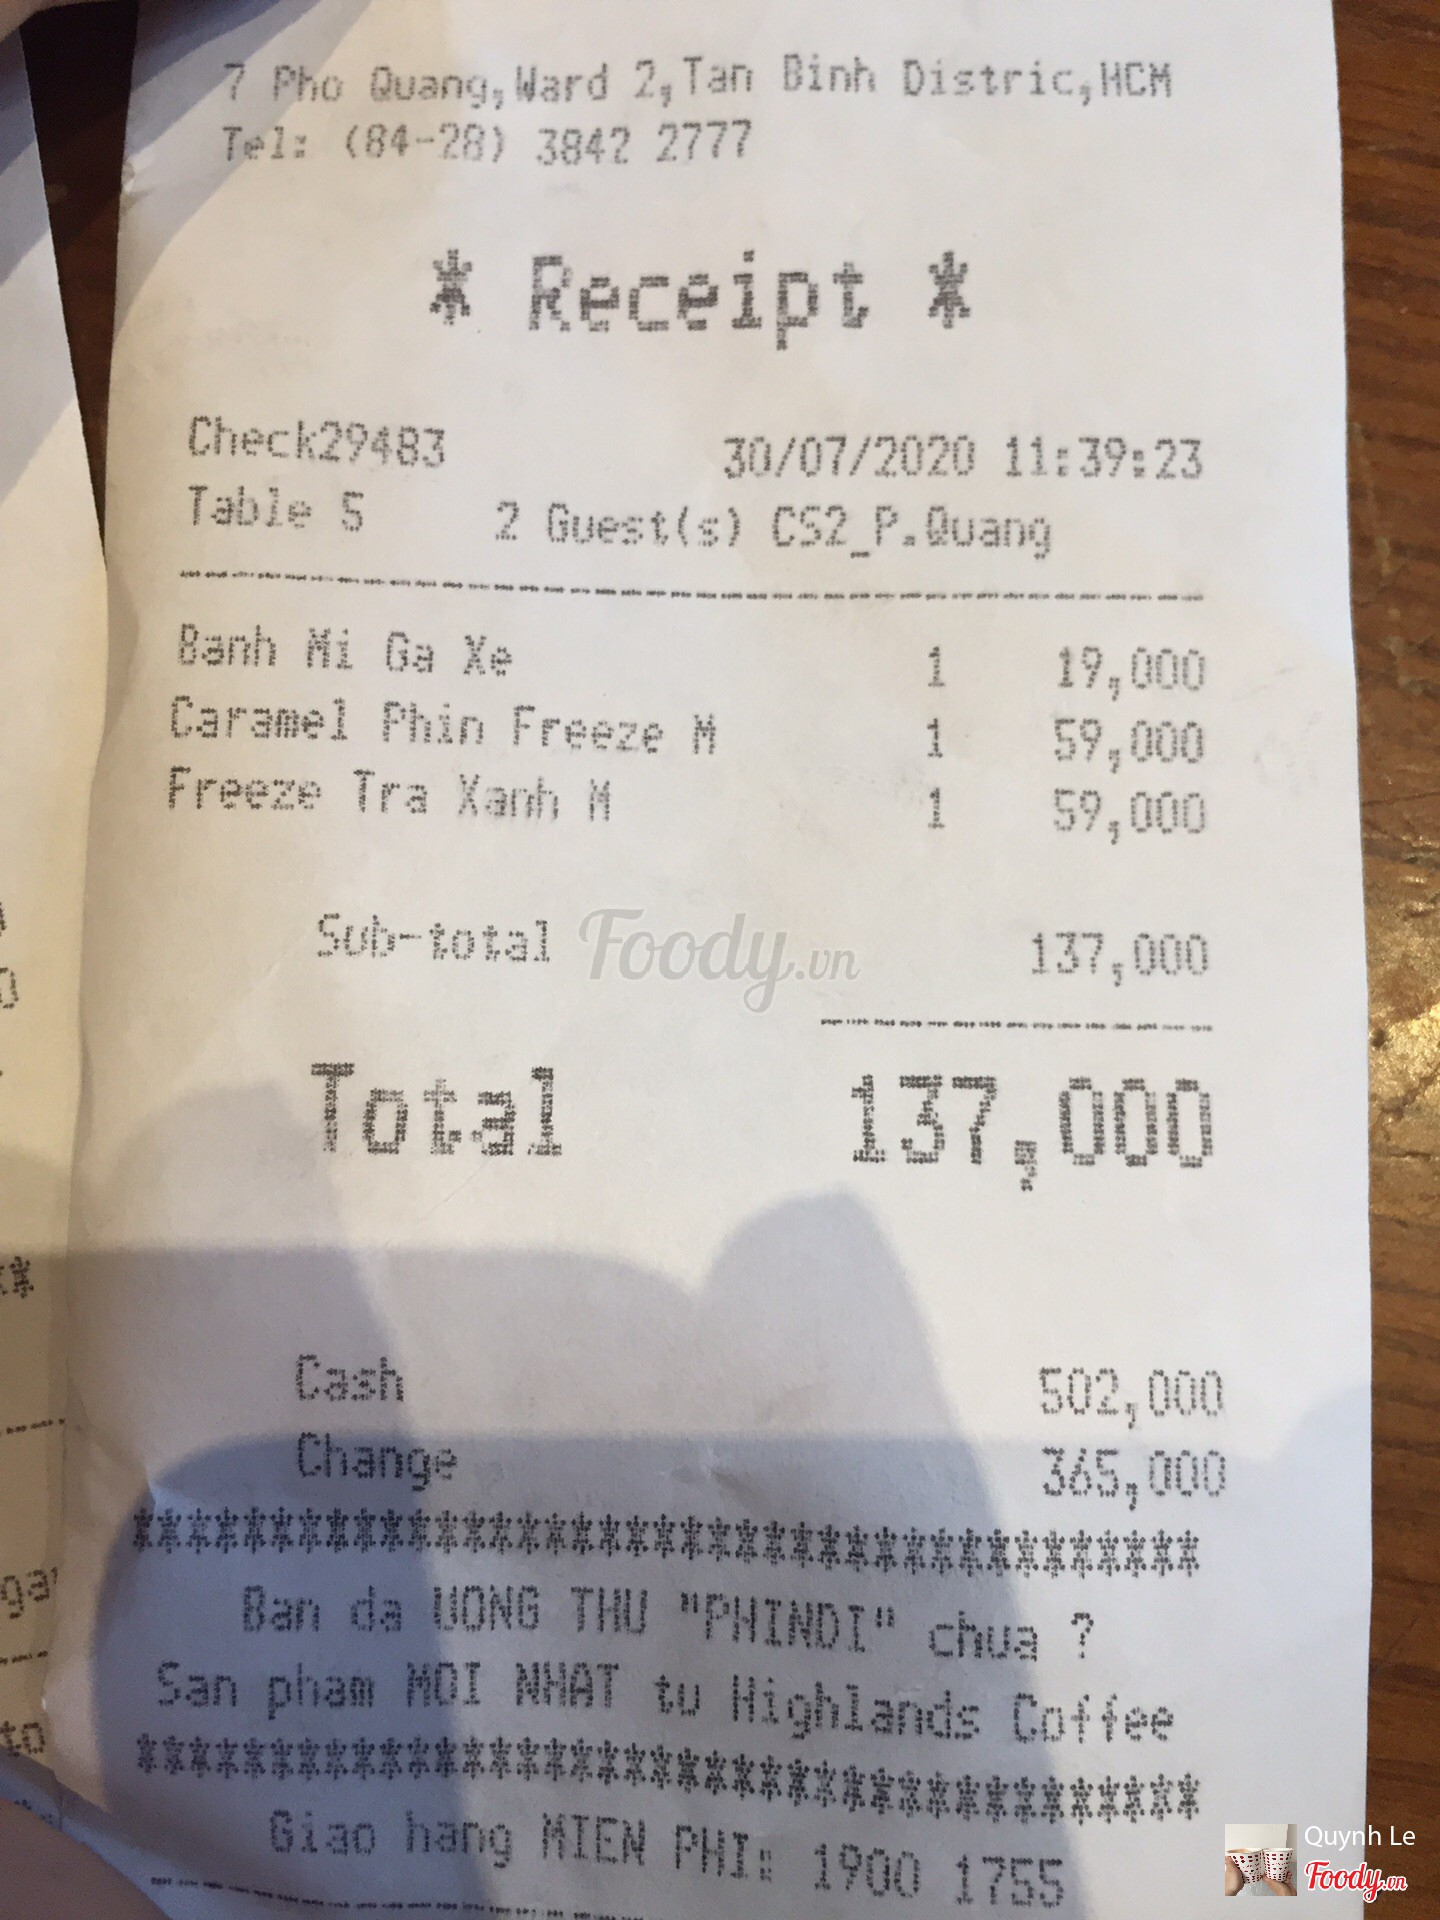 7 Pho Quang,Ward 2,Tan Binh Distric,HCM
Tel: (84-28) 3842 2777
* Receipt *
Check29483 30/07/2020 11:39:23
Table 5 2 Guest(s) CS2_P.Quang
Banh Mi Ga Xe 1 19,000
Caramel Phin Freeze M 1 59,000
Freeze Tra Xanh M 1 59,000
Sub-total 137,000
Foody.vn
Total 137,000
Cash 502,000
Change 365,000
***************************************
Ban da UONG THU "PHINDI" chua ?
San pham MOI NHAT tu Highlands Coffee
***************************************
Giao hang MIEN PHI: 1900 1755
Quynh Le
Foody.vn